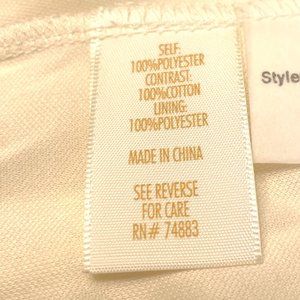 SELF:
100%POLYESTER
CONTRAST:
100%COTTON
LINING:
100%POLYESTER
MADE IN CHINA
SEE REVERSE
FOR CARE
RN# 74883
Style